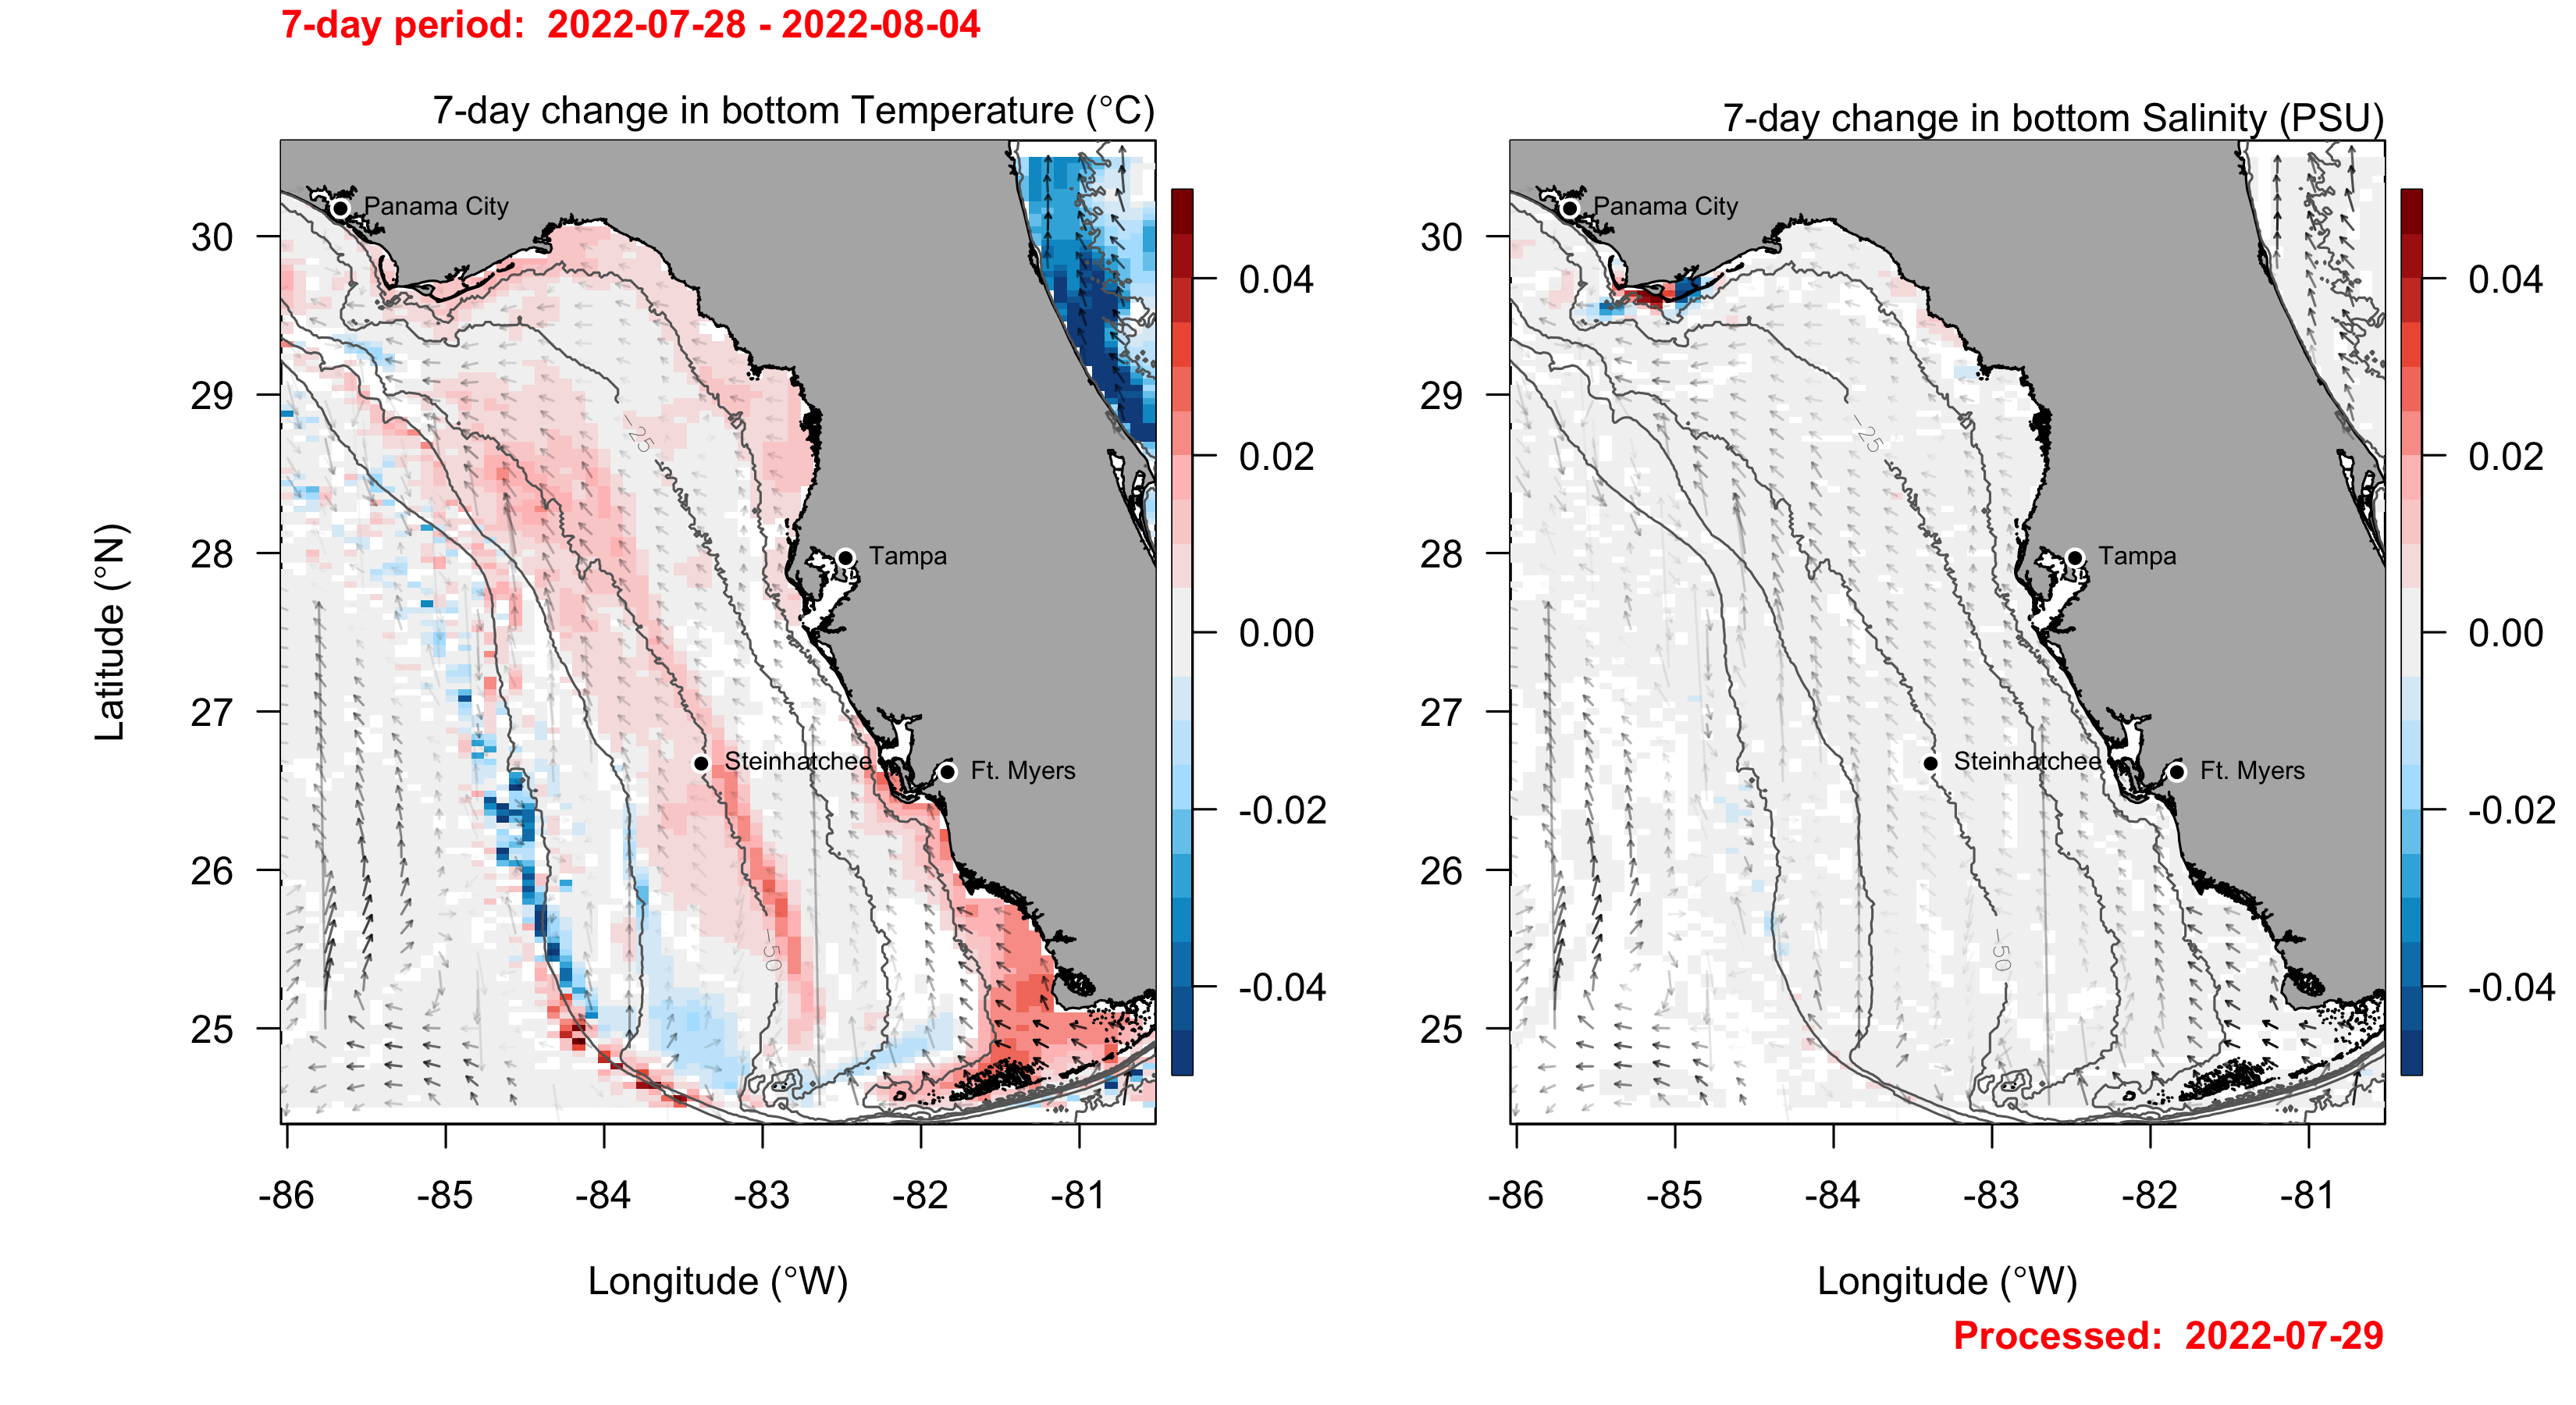 7-day period:  2022-07-28 - 2022-08-04
7-day change in bottom Temperature (°C)
Latitude (°N)
30
29
28
27
26
25
Panama City
Tampa
Steinhatchee
Ft. Myers
-25
-50
-86 -85 -84 -83 -82 -81
Longitude (°W)
0.04
0.02
0.00
-0.02
-0.04
7-day change in bottom Salinity (PSU)
30
29
28
27
26
25
Panama City
Tampa
Steinhatchee
Ft. Myers
-25
-50
-86 -85 -84 -83 -82 -81
Longitude (°W)
0.04
0.02
0.00
-0.02
-0.04
Processed:  2022-07-29